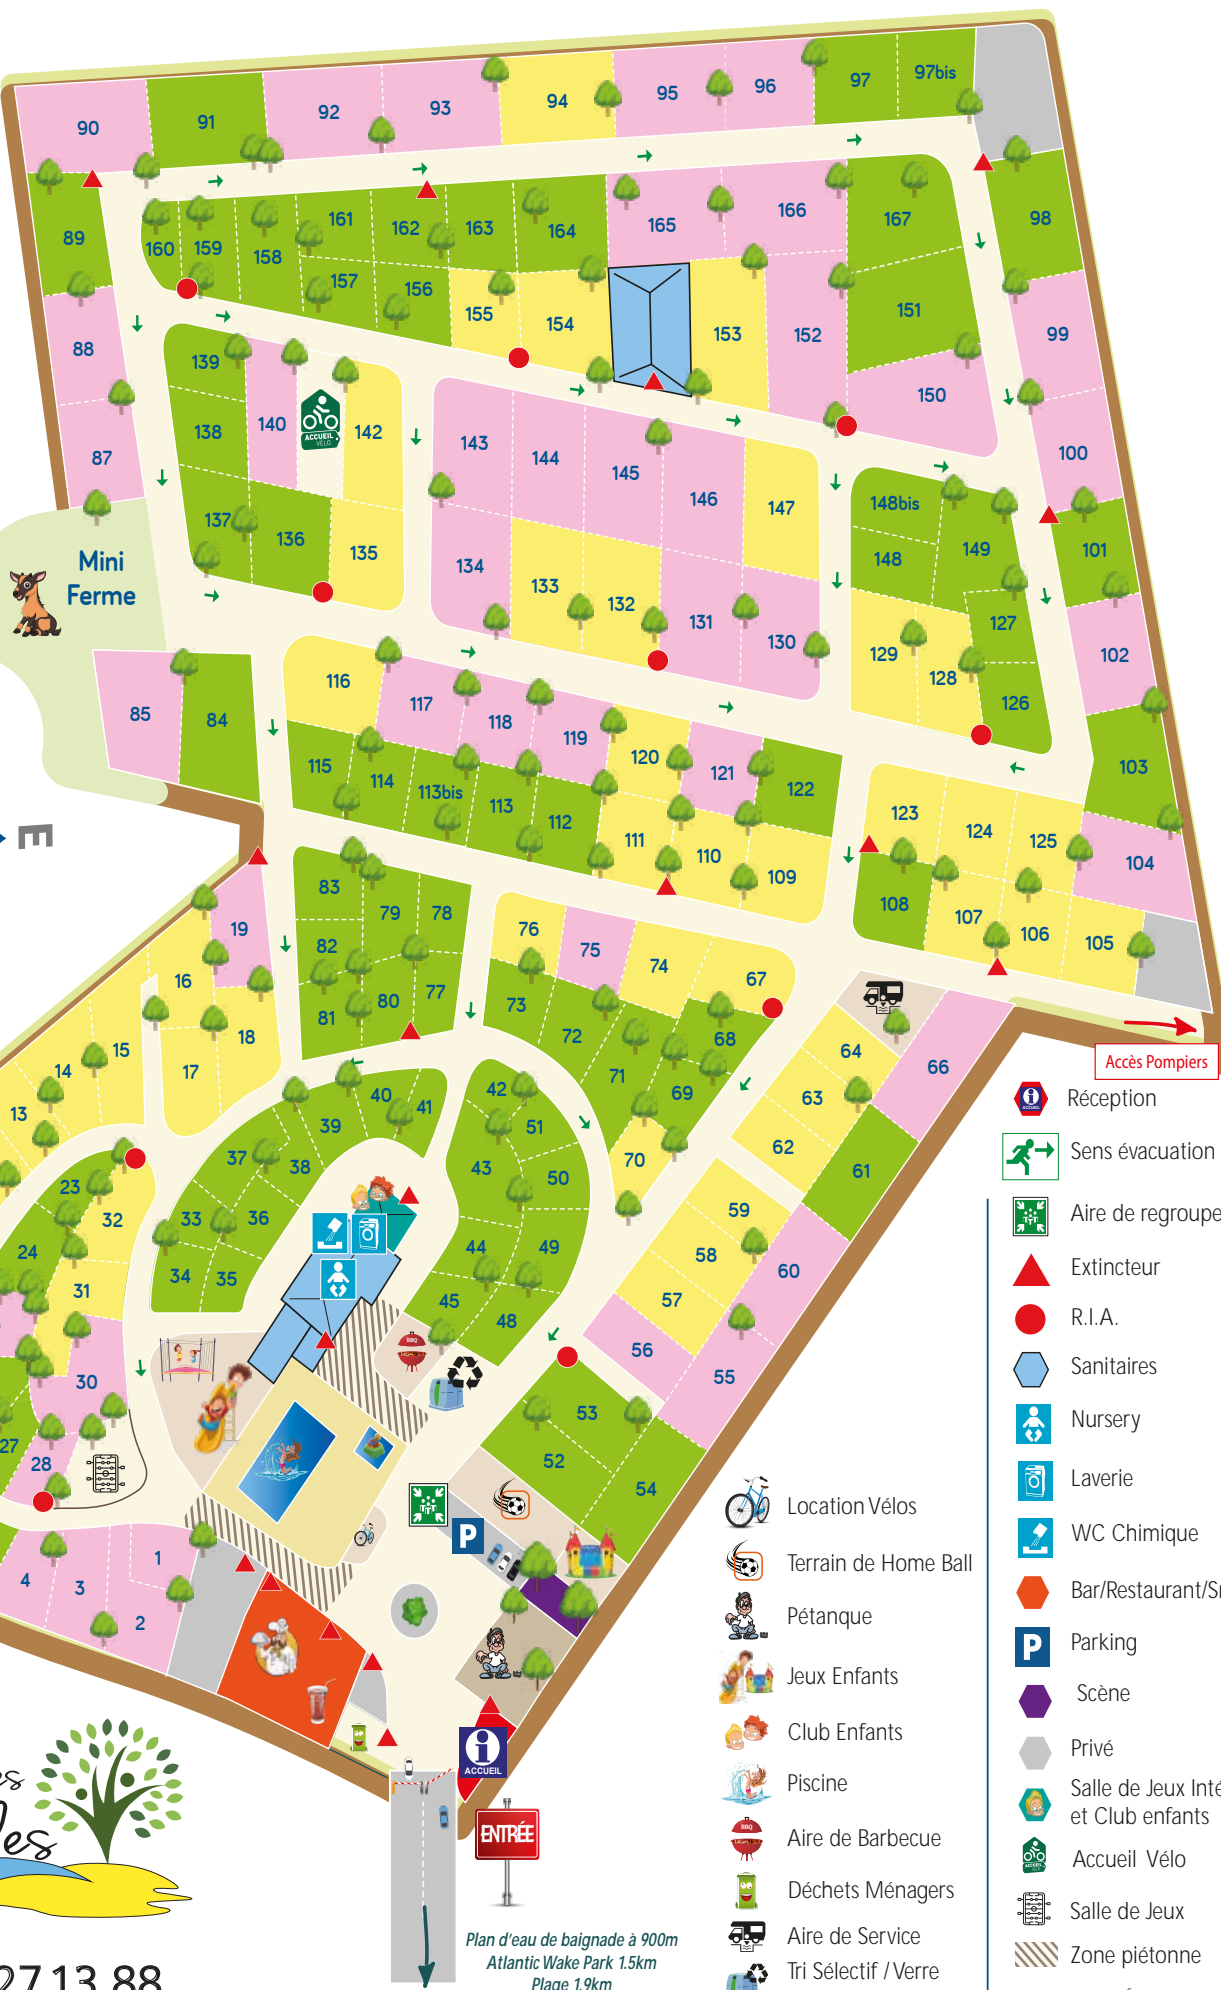 90
91
92
93
94
95
96
97
97bis
89
160
159
158
161
162
163
164
165
166
167
98
157
156
155
154
153
152
151
88
139
99
140
ACCUEIL
VÉLO
142
150
138
143
144
145
146
147
100
87
148bis
137
136
135
148
149
101
Mini
Ferme
134
133
132
131
130
127
129
128
126
102
85
84
116
117
118
119
120
121
122
103
115
114
113bis
113
112
111
110
109
123
124
125
104
E
83
79
78
108
107
106
105
19
82
76
75
74
67
16
81
80
77
73
72
68
18
15
14
17
71
69
64
66
Accès Pompiers
13
40
41
42
51
63
39
62
37
38
43
50
70
61
23
32
33
36
59
24
44
49
58
60
31
34
35
45
48
57
30
BBQ
56
55
53
27
28
52
54
P
1
4
3
2
ACCUEIL
ENTRÉE
es
les
27 13 88
Plan d'eau de baignade à 900m
Atlantic Wake Park 1.5km
Plage 1.9km
Location Vélos
Terrain de Home Ball
Pétanque
Jeux Enfants
Club Enfants
Piscine
BBQ
Aire de Barbecue
Déchets Ménagers
Aire de Service
Tri Sélectif / Verre
ACCUEIL
Réception
Sens évacuation
Aire de regroupe
Extincteur
R.I.A.
Sanitaires
Nursery
Laverie
WC Chimique
Bar/Restaurant/Sn
P
Parking
Scène
Privé
Salle de Jeux Inté
et Club enfants
Accueil Vélo
Salle de Jeux
Zone piétonne